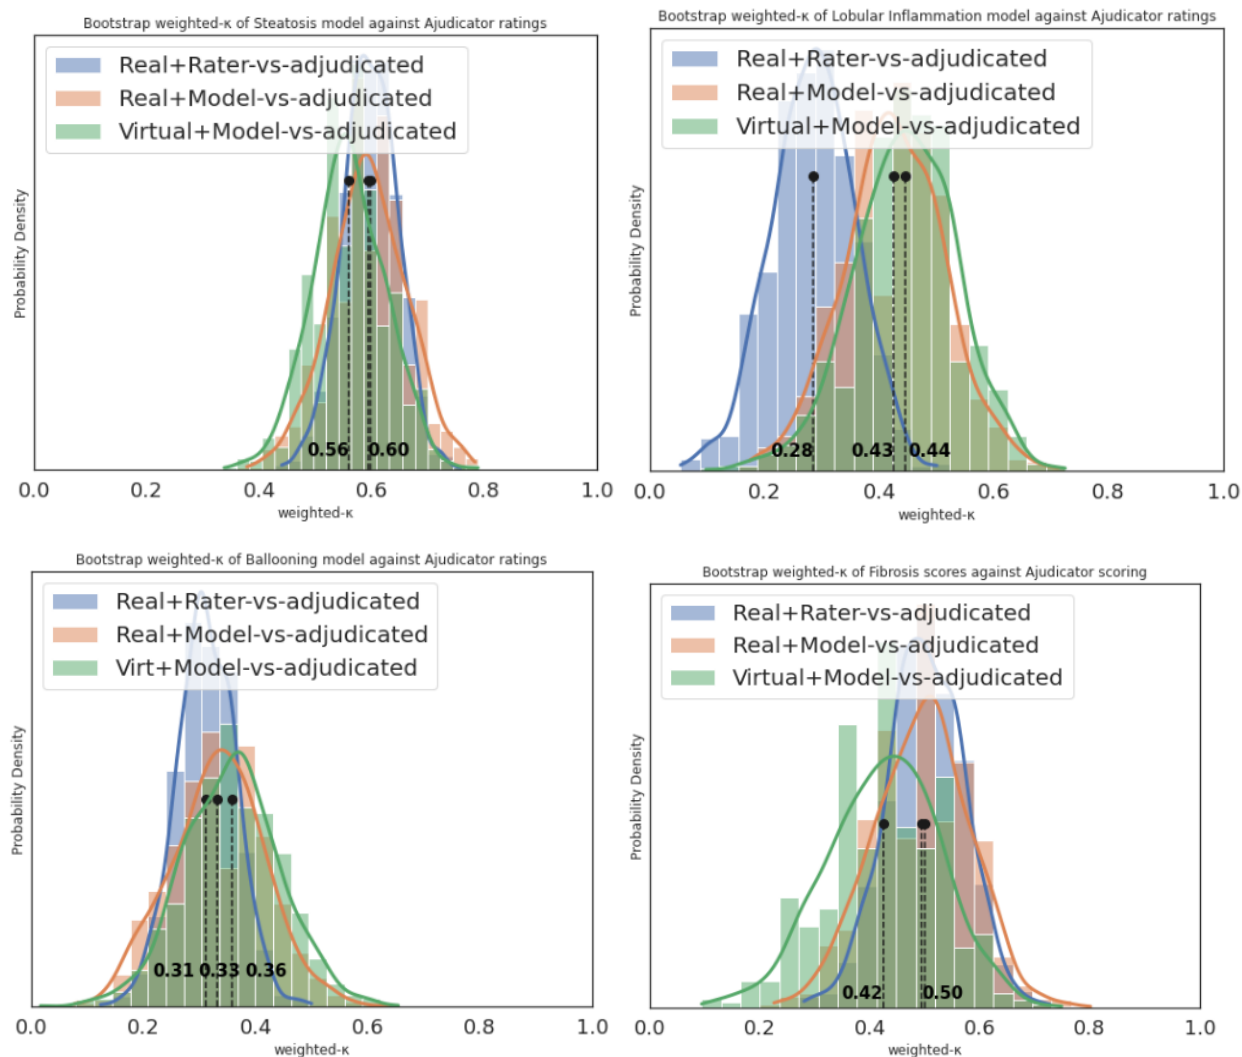 Bootstrap weighted-κ of Steatosis model against Ajudicator ratings
Real+Rater-vs-adjudicated
Real+Model-vs-adjudicated
Virtual+Model-vs-adjudicated
Probability Density
0.56
0.60
0.0
0.2
0.4
0.6
0.8
1.0
weighted-κ
Bootstrap weighted-κ of Lobular Inflammation model against Ajudicator ratings
Real+Rater-vs-adjudicated
Real+Model-vs-adjudicated
Virtual+Model-vs-adjudicated
Probability Density
0.28
0.43
0.44
0.0
0.2
0.4
0.6
0.8
1.0
weighted-κ
Bootstrap weighted-κ of Ballooning model against Ajudicator ratings
Real+Rater-vs-adjudicated
Real+Model-vs-adjudicated
Virt+Model-vs-adjudicated
Probability Density
0.31
0.33
0.36
0.0
0.2
0.4
0.6
0.8
1.0
weighted-κ
Bootstrap weighted-κ of Fibrosis scores against Ajudicator scoring
Real+Rater-vs-adjudicated
Real+Model-vs-adjudicated
Virtual+Model-vs-adjudicated
Probability Density
0.42
0.50
0.0
0.2
0.4
0.6
0.8
1.0
weighted-κ